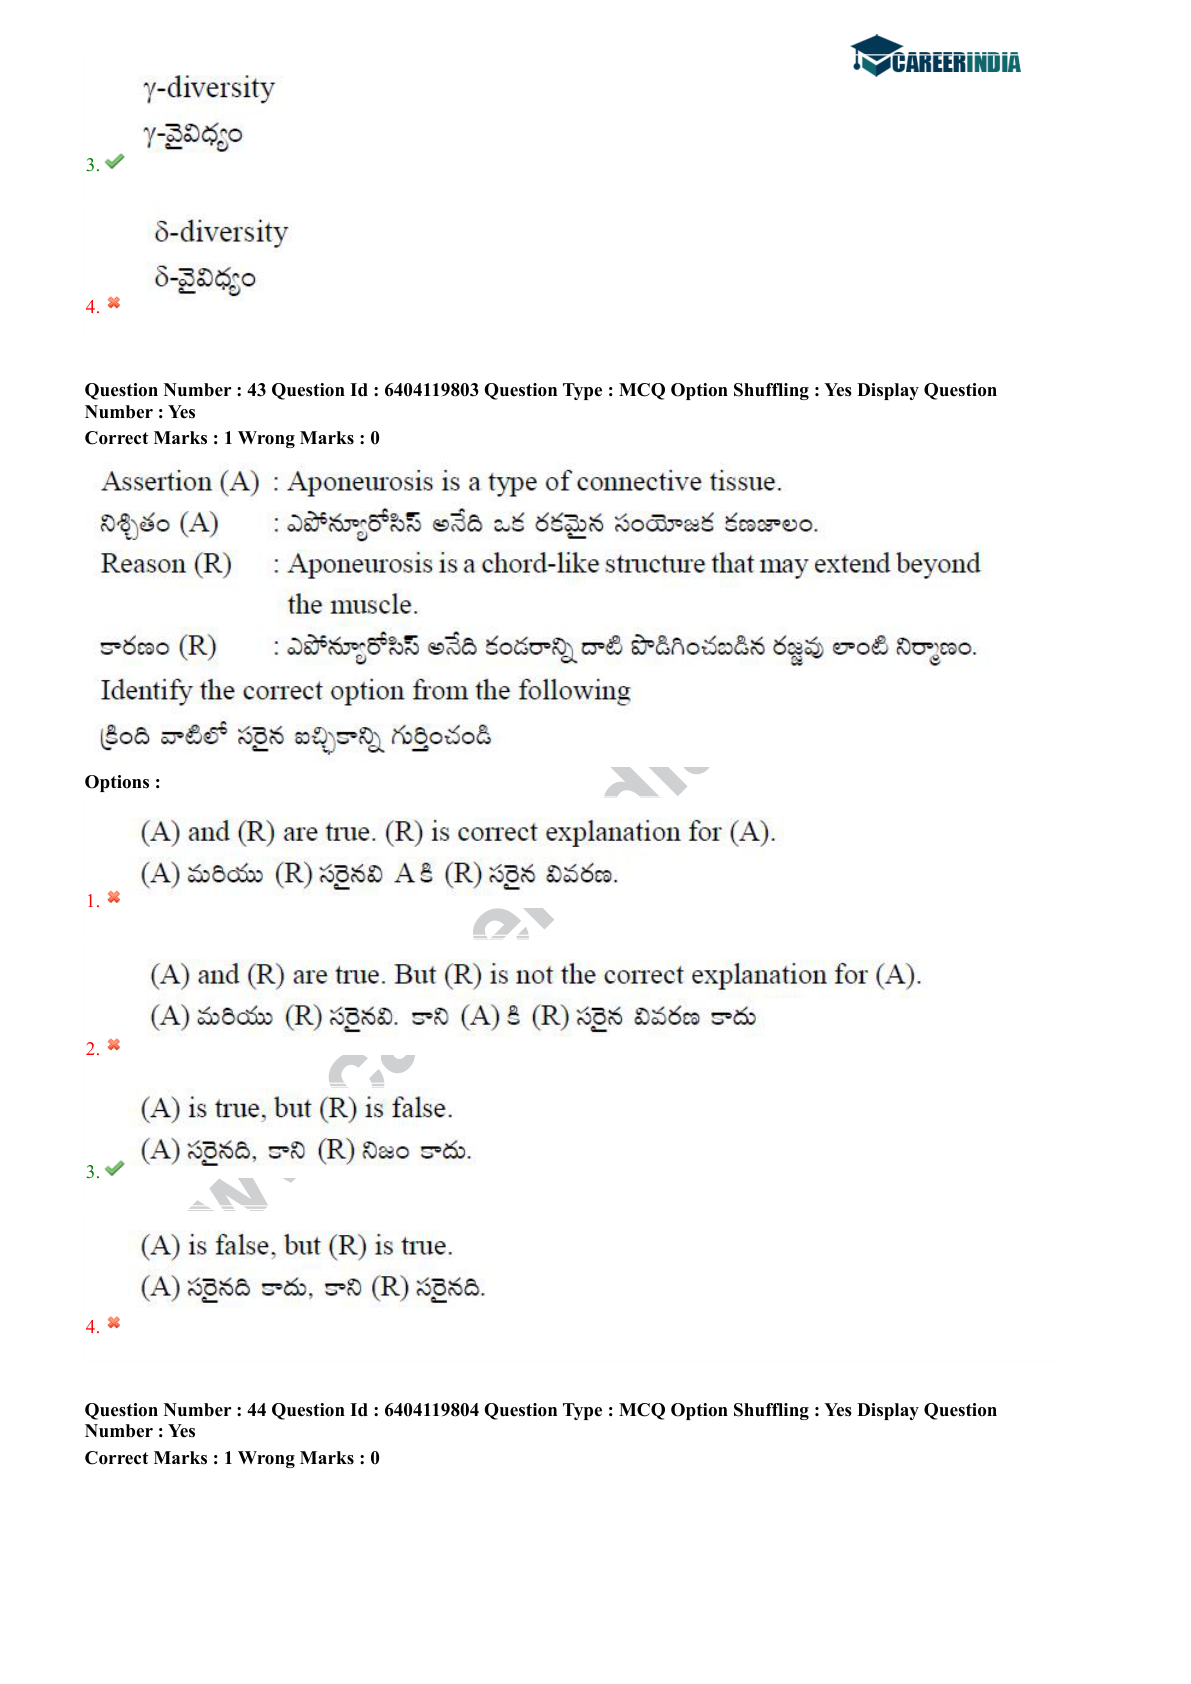 CAREERINDIA
γ-diversity
γ-వైవిధ్యం
3.
δ-diversity
δ-వైవిధ్యం
4.
Question Number : 43 Question Id : 6404119803 Question Type : MCQ Option Shuffling : Yes Display Question
Number : Yes
Correct Marks : 1 Wrong Marks : 0
Assertion (A) : Aponeurosis is a type of connective tissue.
నిశ్చితం (A) : ఎపోన్యూరోసిస్ అనేది ఒక రకమైన సంయోజక కణజాలం.
Reason (R) : Aponeurosis is a chord-like structure that may extend beyond
the muscle.
కారణం (R) : ఎపోన్యూరోసిస్ అనేది కండరాన్ని దాటి పొడిగించబడిన రజ్జువు లాంటి నిర్మాణం.
Identify the correct option from the following
క్రింది వాటిలో సరైన ఐచ్ఛికాన్ని గుర్తించండి
Options :
(A) and (R) are true. (R) is correct explanation for (A).
(A) మరియు (R) సరైనవి A కి (R) సరైన వివరణ.
1.
(A) and (R) are true. But (R) is not the correct explanation for (A).
(A) మరియు (R) సరైనవి. కాని (A) కి (R) సరైన వివరణ కాదు
2.
(A) is true, but (R) is false.
(A) సరైనది, కాని (R) నిజం కాదు.
3.
(A) is false, but (R) is true.
(A) సరైనది కాదు, కాని (R) సరైనది.
4.
Question Number : 44 Question Id : 6404119804 Question Type : MCQ Option Shuffling : Yes Display Question
Number : Yes
Correct Marks : 1 Wrong Marks : 0